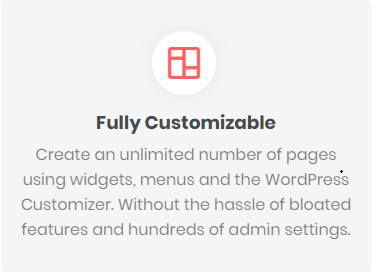 Fully Customizable
Create an unlimited number of pages
using widgets, menus and the WordPress
Customizer. Without the hassle of bloated
features and hundreds of admin settings.